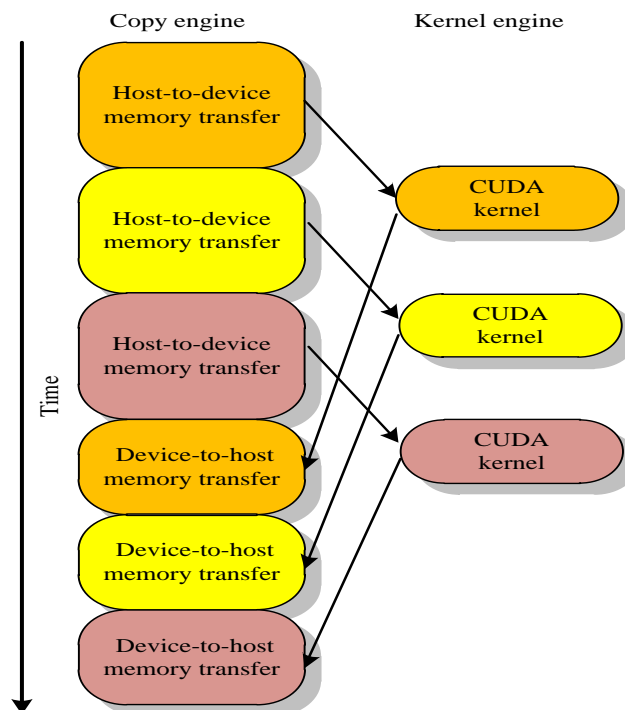 Copy engine
Kernel engine
Host-to-device
memory transfer
CUDA
kernel
Host-to-device
memory transfer
CUDA
kernel
Host-to-device
memory transfer
Time
Device-to-host
memory transfer
CUDA
kernel
Device-to-host
memory transfer
Device-to-host
memory transfer